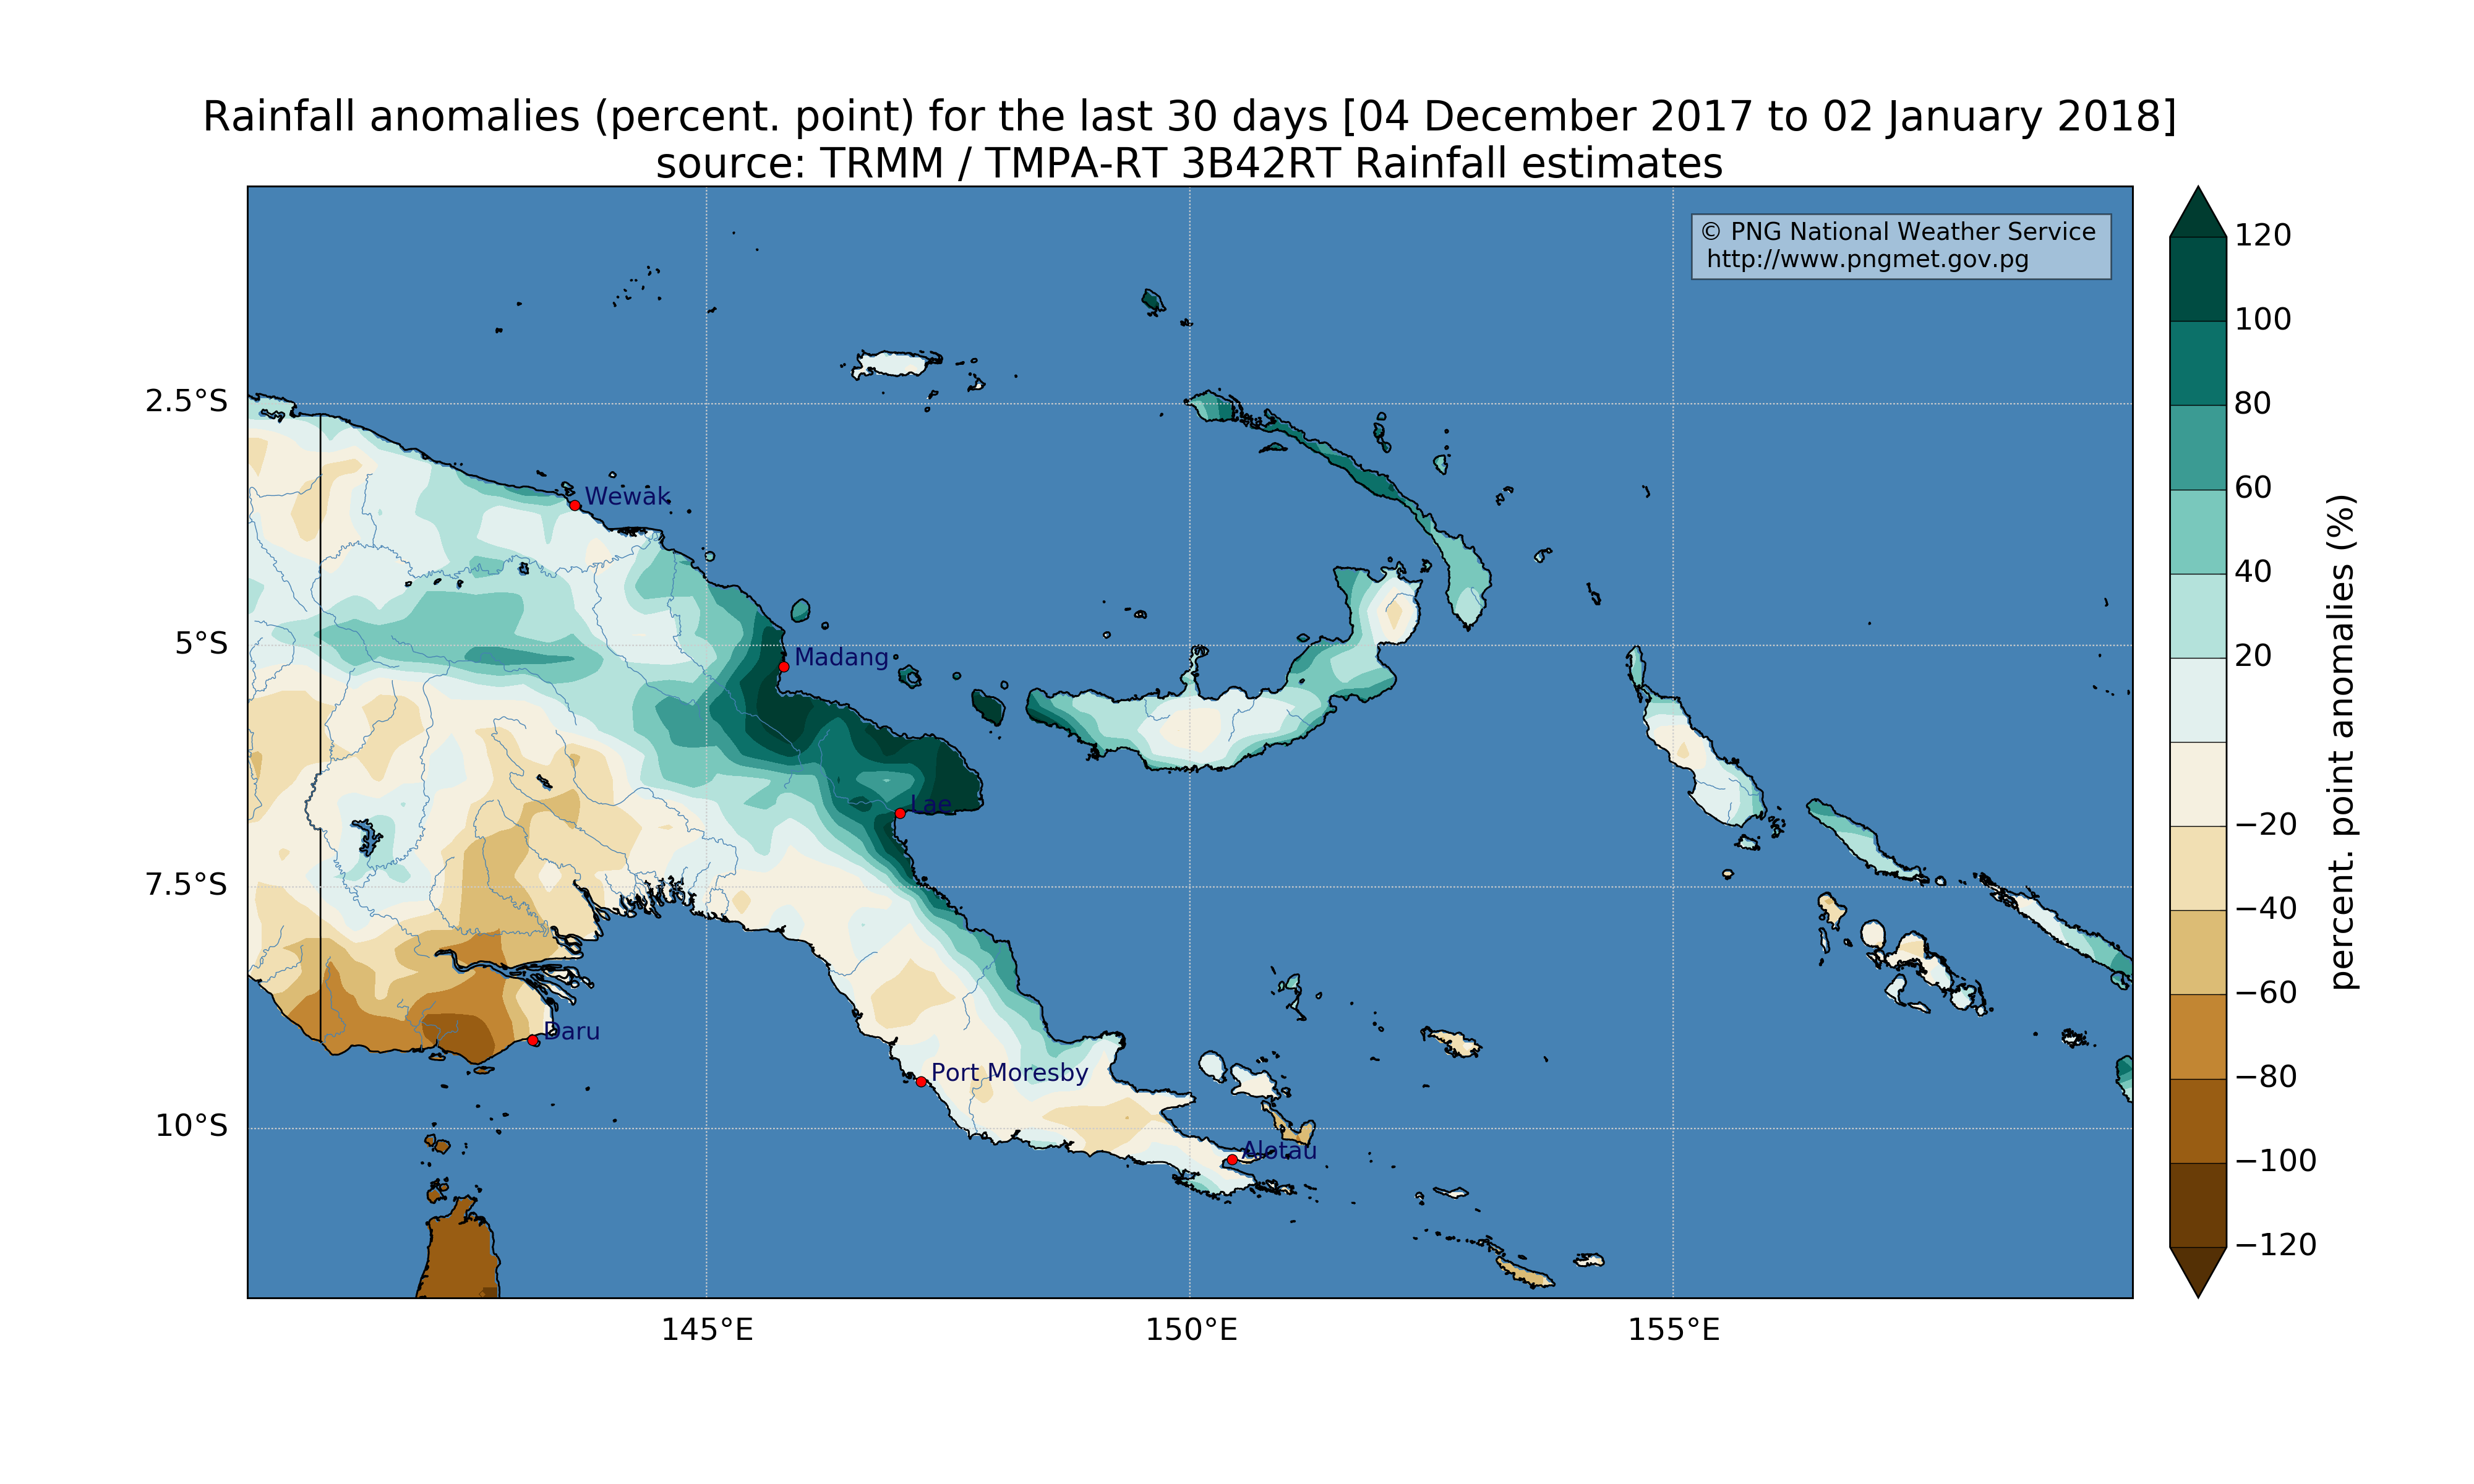 Rainfall anomalies (percent. point) for the last 30 days [04 December 2017 to 02 January 2018]
source: TRMM / TMPA-RT 3B42RT Rainfall estimates
© PNG National Weather Service
http://www.pngmet.gov.pg
2.5°S
5°S
7.5°S
10°S
Wewak
Madang
Lae
Daru
Port Moresby
Alotau
145°E
150°E
155°E
120
100
80
60
40
20
−20
−40
−60
−80
−100
−120
percent. point anomalies (%)